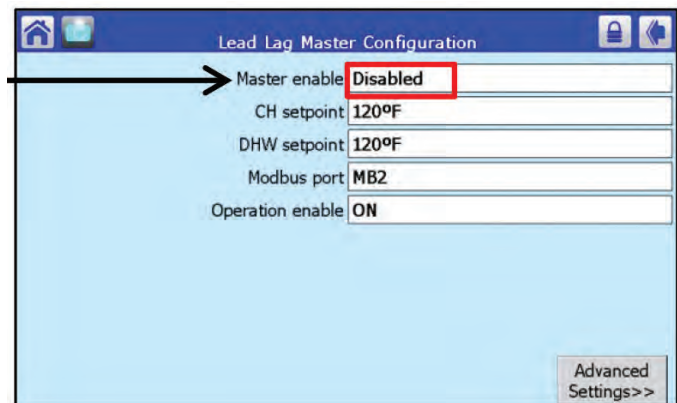 Lead Lag Master Configuration
Master enable Disabled
CH setpoint 120ºF
DHW setpoint 120ºF
Modbus port MB2
Operation enable ON
Advanced
Settings>>